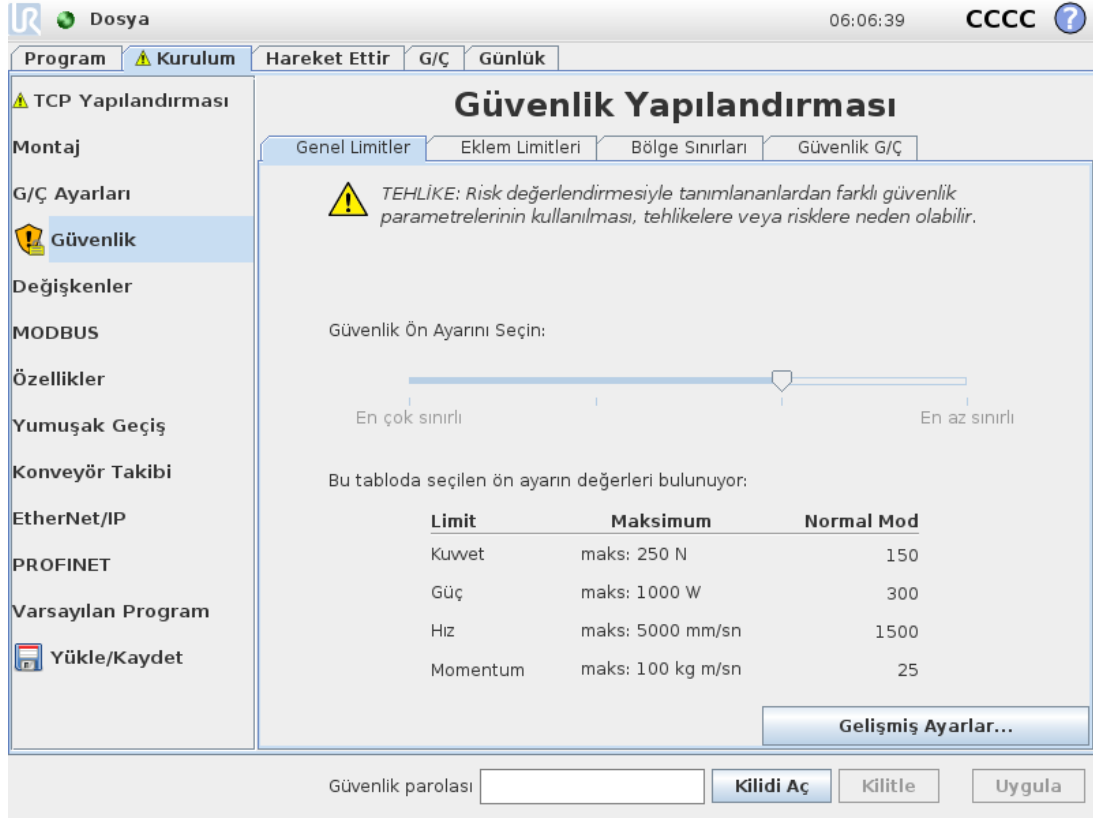 UR Dosya 06:06:39 CCCC ?
Program Kurulum Hareket Ettir G/Ç Günlük
TCP Yapılandırması
Montaj
G/Ç Ayarları
Güvenlik
Değişkenler
MODBUS
Özellikler
Yumuşak Geçiş
Konveyör Takibi
EtherNet/IP
PROFINET
Varsayılan Program
Yükle/Kaydet
Güvenlik Yapılandırması
Genel Limitler Eklem Limitleri Bölge Sınırları Güvenlik G/Ç
TEHLİKE: Risk değerlendirmesiyle tanımlananlardan farklı güvenlik
parametrelerinin kullanılması, tehlikelere veya risklere neden olabilir.
Güvenlik Ön Ayarını Seçin:
En çok sınırlı En az sınırlı
Bu tabloda seçilen ön ayarın değerleri bulunuyor:
Limit Maksimum Normal Mod
Kuvvet maks: 250 N 150
Güç maks: 1000 W 300
Hız maks: 5000 mm/sn 1500
Momentum maks: 100 kg m/sn 25
Gelişmiş Ayarlar...
Güvenlik parolası Kilidi Aç Kilitle Uygula